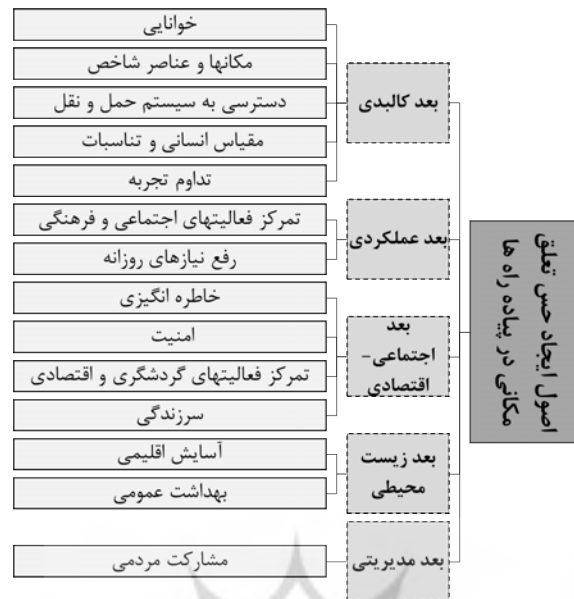 اصول ایجاد حس تعلق
مکانی در پیاده راه ها
بعد کالبدی
خوانایی
مکانها و عناصر شاخص
دسترسی به سیستم حمل و نقل
مقیاس انسانی و تناسبات
تداوم تجربه
بعد عملکردی
تمرکز فعالیتهای اجتماعی و فرهنگی
رفع نیازهای روزانه
بعد
اجتماعی-
اقتصادی
خاطره انگیزی
امنیت
تمرکز فعالیتهای گردشگری و اقتصادی
سرزندگی
بعد زیست
محیطی
آسایش اقلیمی
بهداشت عمومی
بعد مدیریتی
مشارکت مردمی